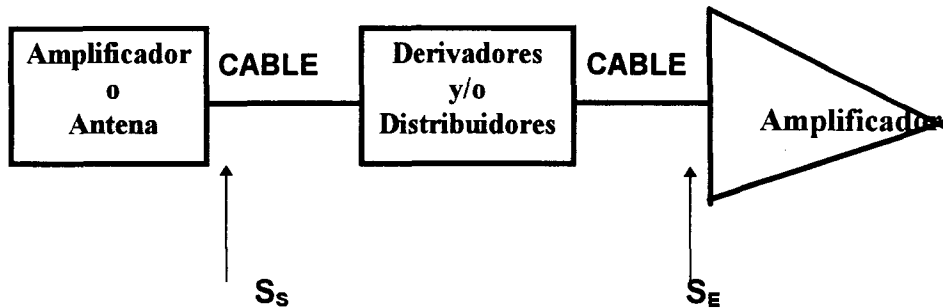 Amplificador
o
Antena
CABLE
Derivadores
y/o
Distribuidores
CABLE
Amplificador
SS
SE